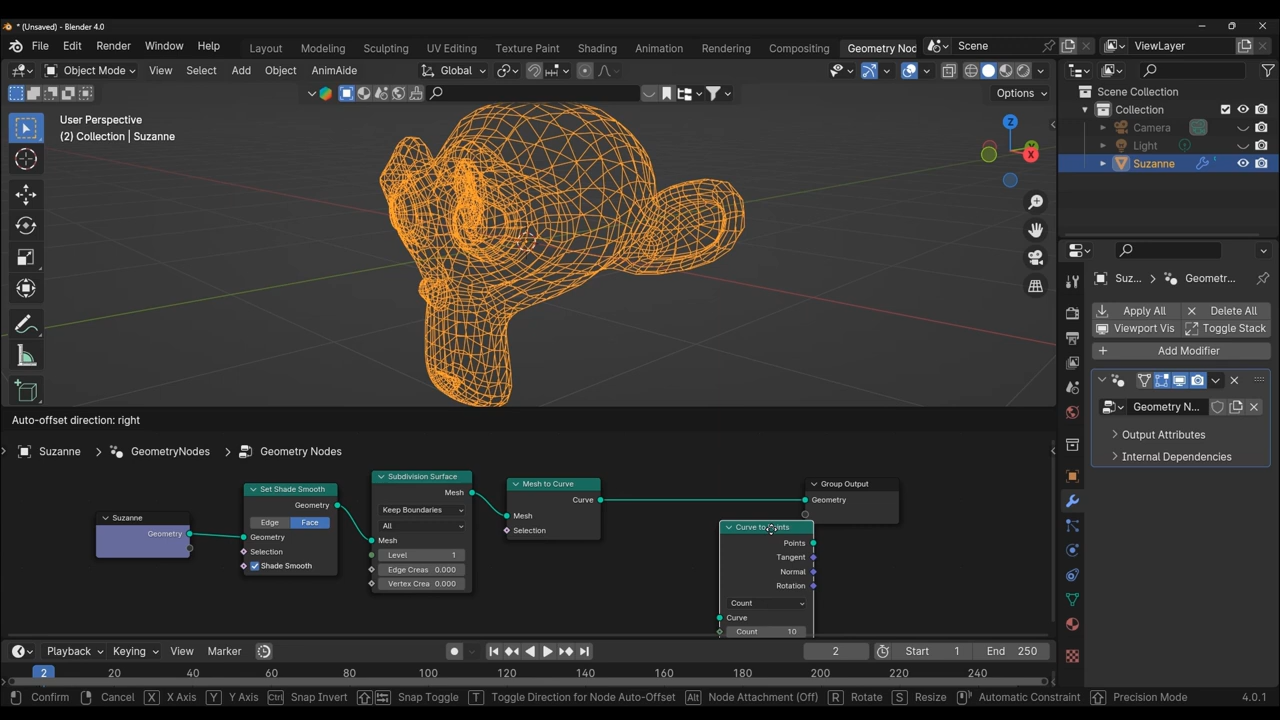 * (Unsaved) - Blender 4.0
File Edit Render Window Help Layout Modeling Sculpting UV Editing Texture Paint Shading Animation Rendering Compositing Geometry Nod Scene ViewLayer
Object Mode View Select Add Object AnimAide Global
Options
User Perspective
(2) Collection | Suzanne
Z
X
Scene Collection
Collection
Camera
Light
Suzanne
Suz... > Geometr...
Apply All Delete All
Viewport Vis Toggle Stack
Add Modifier
Geometry N...
Output Attributes
Internal Dependencies
Auto-offset direction: right
Suzanne > GeometryNodes > Geometry Nodes
Suzanne
Geometry
Set Shade Smooth
Geometry
Edge Face
Geometry
Selection
Shade Smooth
Subdivision Surface
Mesh
Keep Boundaries
All
Mesh
Level 1
Edge Creas 0.000
Vertex Crea 0.000
Mesh to Curve
Curve
Mesh
Selection
Curve to Points
Points
Tangent
Normal
Rotation
Count
Curve
Count 10
Group Output
Geometry
Playback Keying View Marker 2 Start 1 End 250
2 20 40 60 80 100 120 140 160 180 200 220 240
Confirm Cancel X X Axis Y Y Axis Ctrl Snap Invert Snap Toggle T Toggle Direction for Node Auto-Offset Alt Node Attachment (Off) R Rotate S Resize Automatic Constraint Precision Mode 4.0.1